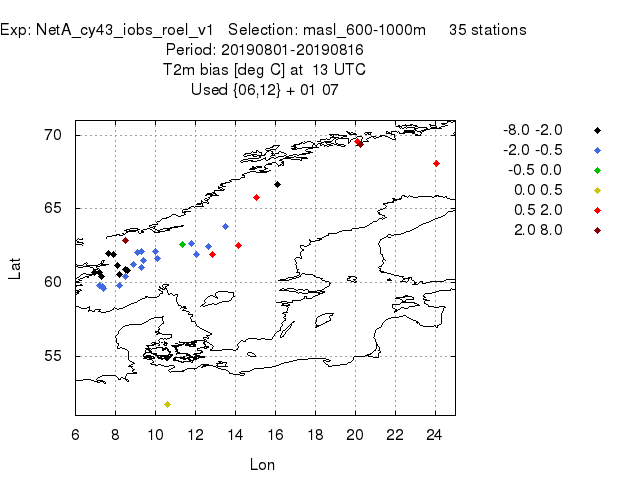 Exp: NetA_cy43_iobs_roel_v1 Selection: masl_600-1000m 35 stations
Period: 20190801-20190816
T2m bias [deg C] at 13 UTC
Used {06,12} + 01 07
-8.0 -2.0
-2.0 -0.5
-0.5 0.0
0.0 0.5
0.5 2.0
2.0 8.0
70
65
60
55
Lat
6 8 10 12 14 16 18 20 22 24
Lon